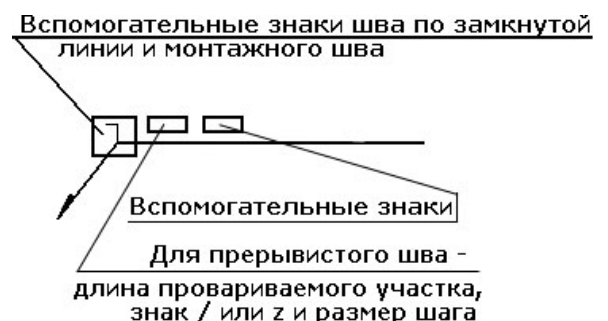 Вспомогательные знаки шва по замкнутой
линии и монтажного шва
Вспомогательные знаки
Для прерывистого шва -
длина провариваемого участка,
знак / или z и размер шага